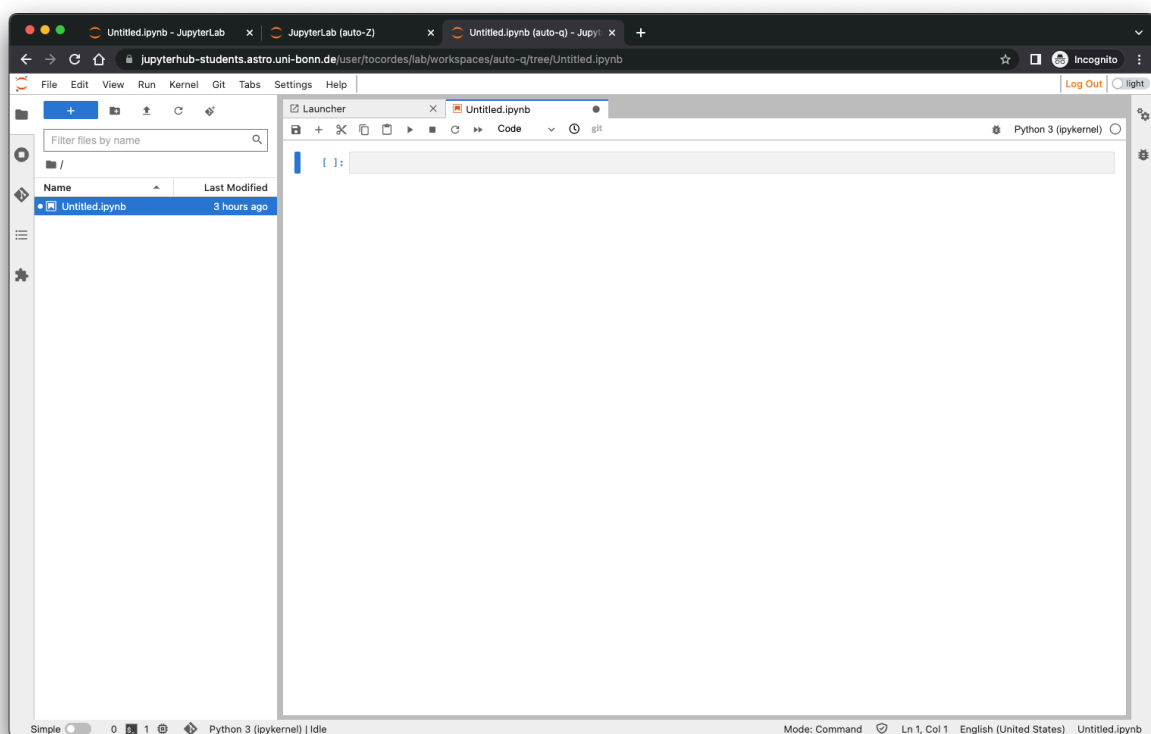 Untitled.ipynb - JupyterLab
JupyterLab (auto-Z)
Untitled.ipynb (auto-q) - Jupyt
jupyterhub-students.astro.uni-bonn.de/user/tocordes/lab/workspaces/auto-q/tree/Untitled.ipynb
Incognito
File Edit View Run Kernel Git Tabs Settings Help
Log Out
light
Launcher
Untitled.ipynb
Code
git
Python 3 (ipykernel)
Filter files by name
/
Name Last Modified
Untitled.ipynb 3 hours ago
[ ]:
Simple 0 1 Python 3 (ipykernel) | Idle
Mode: Command Ln 1, Col 1 English (United States) Untitled.ipynb